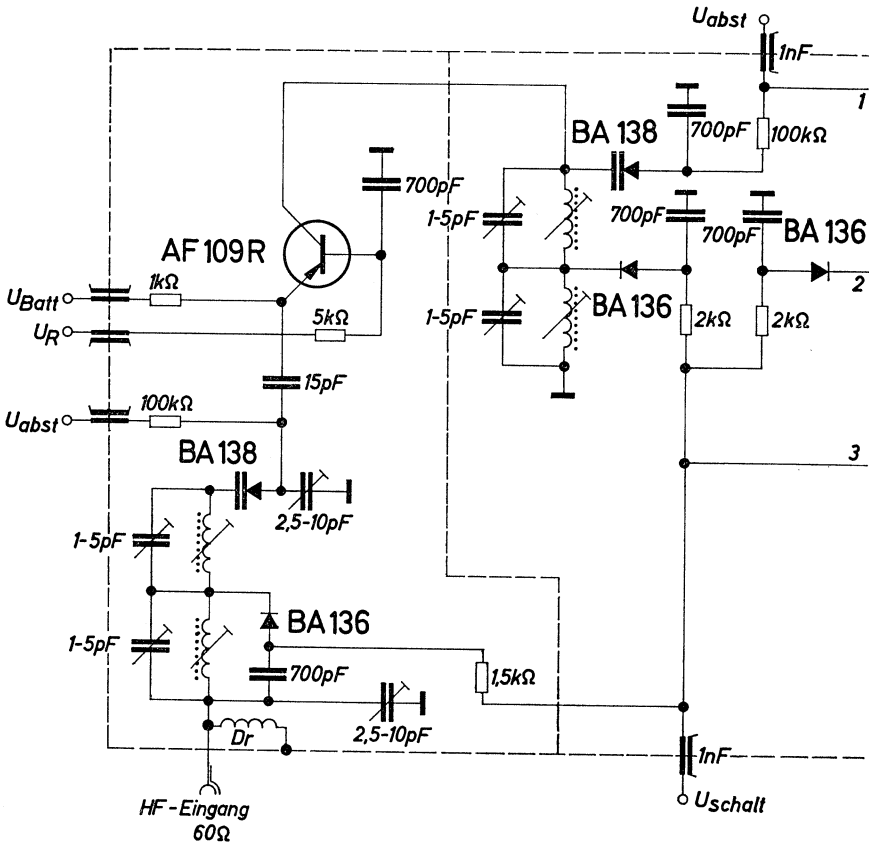 Uabst
1nF
1
700pF
100kΩ
BA 138
700pF
1-5pF
700pF
700pF
BA 136
AF 109R
1kΩ
UBatt
2
BA 136
UR
5kΩ
1-5pF
2kΩ
2kΩ
15pF
100kΩ
Uabst
BA 138
3
2,5-10pF
1-5pF
BA 136
1-5pF
700pF
1,5kΩ
2,5-10pF
Dr
1nF
HF-Eingang
60Ω
Uschalt